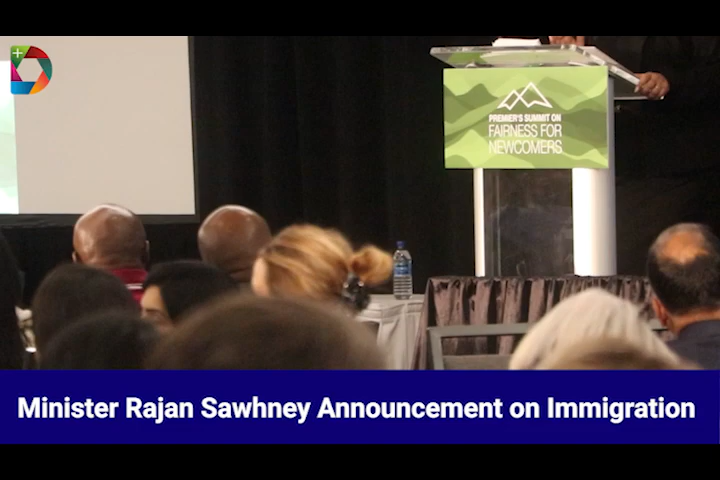 PREMIER'S SUMMIT ON
FAIRNESS FOR
NEWCOMERS
Minister Rajan Sawhney Announcement on Immigration